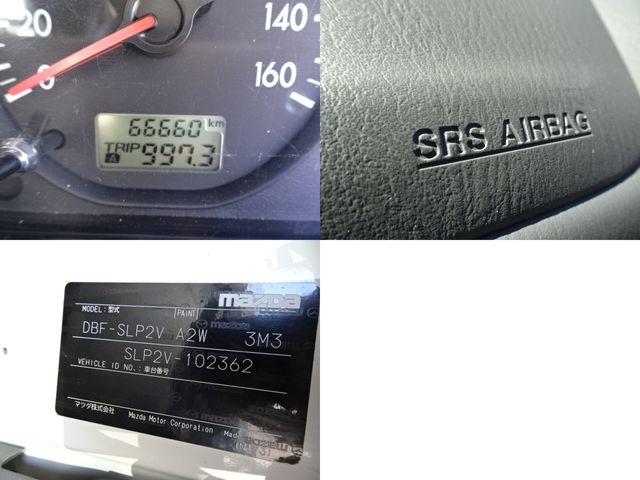 20
140
0
160
66660 km
TRIP A 997.3
SRS AIRBAG
mazda
MODEL:型式
PAINT
DBF-SLP2V A2W 3M3
SLP2V-102362
VEHICLE ID NO.:車台番号
マツダ株式会社
Mazda Motor Corporation